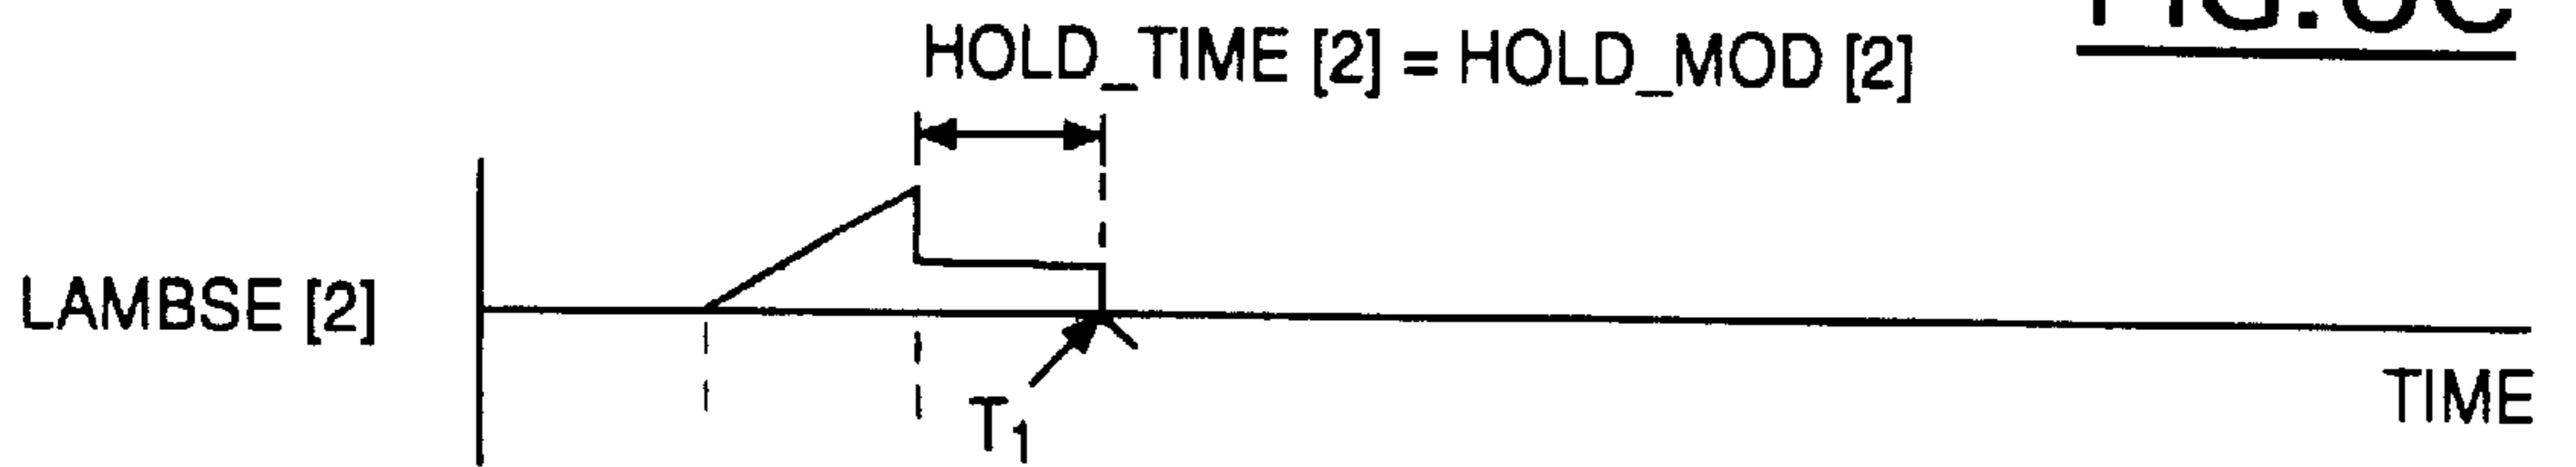 HOLD_TIME [2] = HOLD_MOD [2]
LAMBSE [2]
T1
TIME